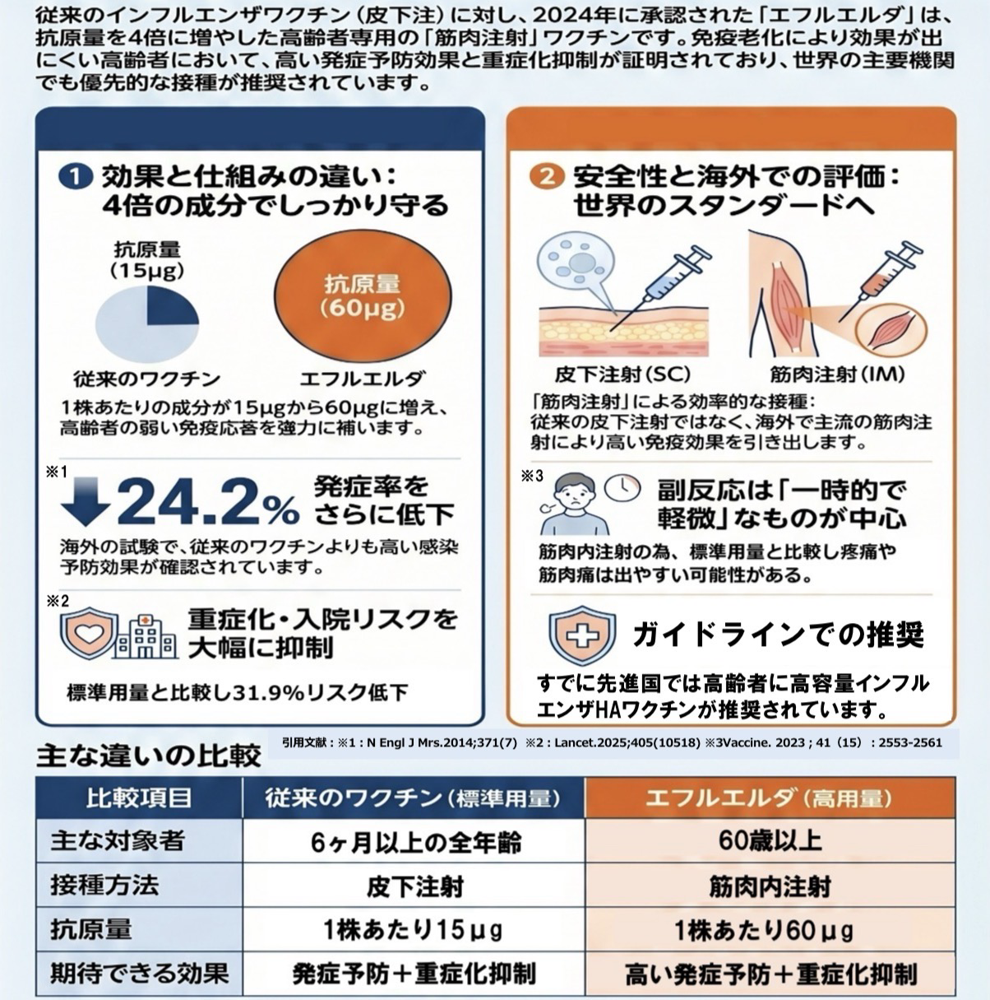 従来のインフルエンザワクチン（皮下注）に対し、2024年に承認された「エフルエルダ」は、
抗原量を4倍に増やした高齢者専用の「筋肉注射」ワクチンです。免疫老化により効果が出
にくい高齢者において、高い発症予防効果と重症化抑制が証明されており、世界の主要機関
でも優先的な接種が推奨されています。
1 効果と仕組みの違い：
4倍の成分でしっかり守る
抗原量
(15μg)
抗原量
(60μg)
従来のワクチン
エフルエルダ
1株あたりの成分が15μgから60μgに増え、
高齢者の弱い免疫応答を強力に補います。
※1
24.2% 発症率を
さらに低下
海外の試験で、従来のワクチンよりも高い感染
予防効果が確認されています。
※2
重症化・入院リスクを
大幅に抑制
標準用量と比較し31.9%リスク低下
2 安全性と海外での評価：
世界のスタンダードへ
皮下注射(SC)
筋肉注射(IM)
「筋肉注射」による効率的な接種：
従来の皮下注射ではなく、海外で主流の筋肉注
射により高い免疫効果を引き出します。
※3
副反応は「一時的で
軽微」なものが中心
筋肉内注射の為、標準用量と比較し疼痛や
筋肉痛は出やすい可能性がある。
ガイドラインでの推奨
すでに先進国では高齢者に高容量インフル
エンザHAワクチンが推奨されています。
主な違いの比較
引用文献：※1：N Engl J Mrs.2014;371(7) ※2：Lancet.2025;405(10518) ※3Vaccine. 2023；41（15）：2553-2561
比較項目 従来のワクチン（標準用量） エフルエルダ（高用量）
主な対象者 6ヶ月以上の全年齢 60歳以上
接種方法 皮下注射 筋肉内注射
抗原量 1株あたり15μg 1株あたり60μg
期待できる効果 発症予防＋重症化抑制 高い発症予防＋重症化抑制